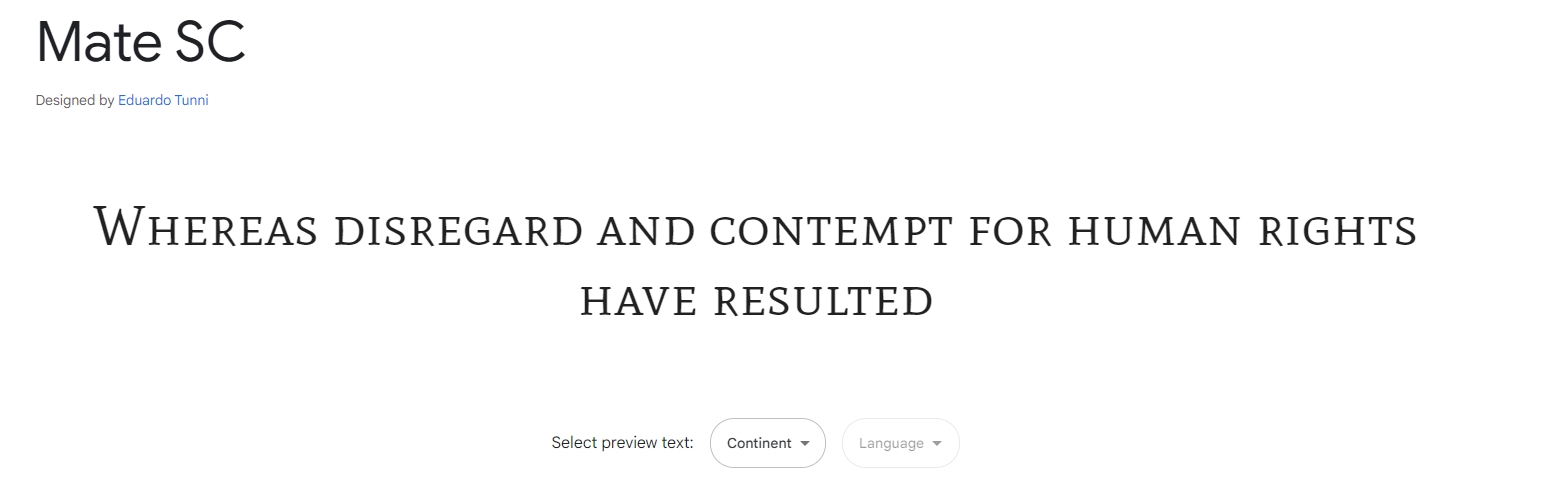 Mate SC
Designed by Eduardo Tunni
Whereas disregard and contempt for human rights
have resulted
Select preview text: Continent Language